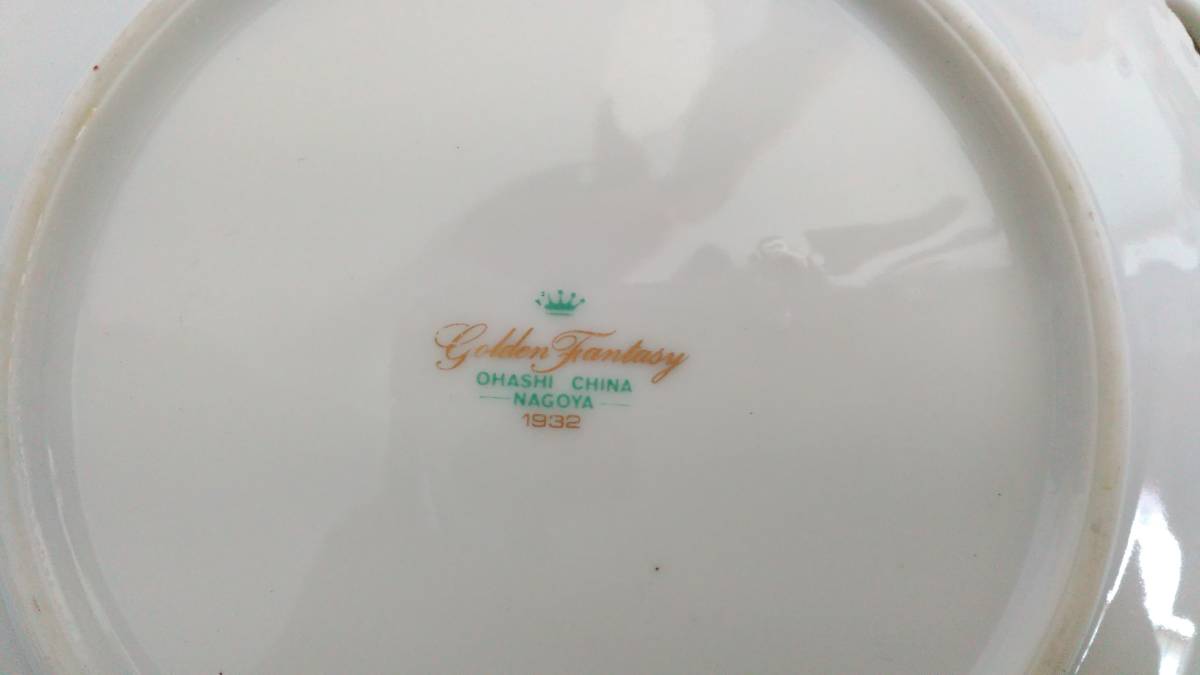 Golden Fantasy
OHASHI CHINA
NAGOYA
1932